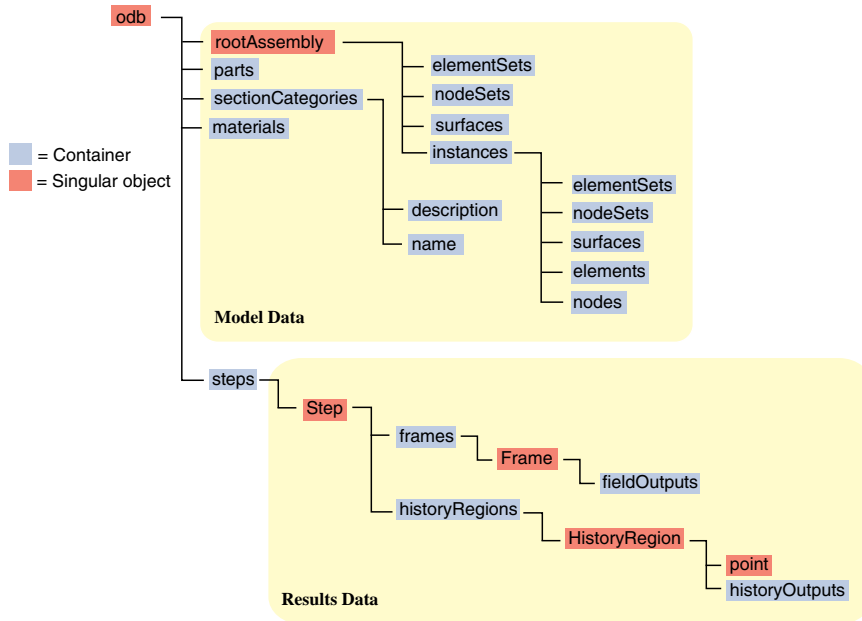 odb
rootAssembly
parts
sectionCategories
materials
elementSets
nodeSets
surfaces
instances
elementSets
nodeSets
surfaces
elements
nodes
description
name
= Container
= Singular object
Model Data
steps
Step
frames
Frame
fieldOutputs
historyRegions
HistoryRegion
point
historyOutputs
Results Data